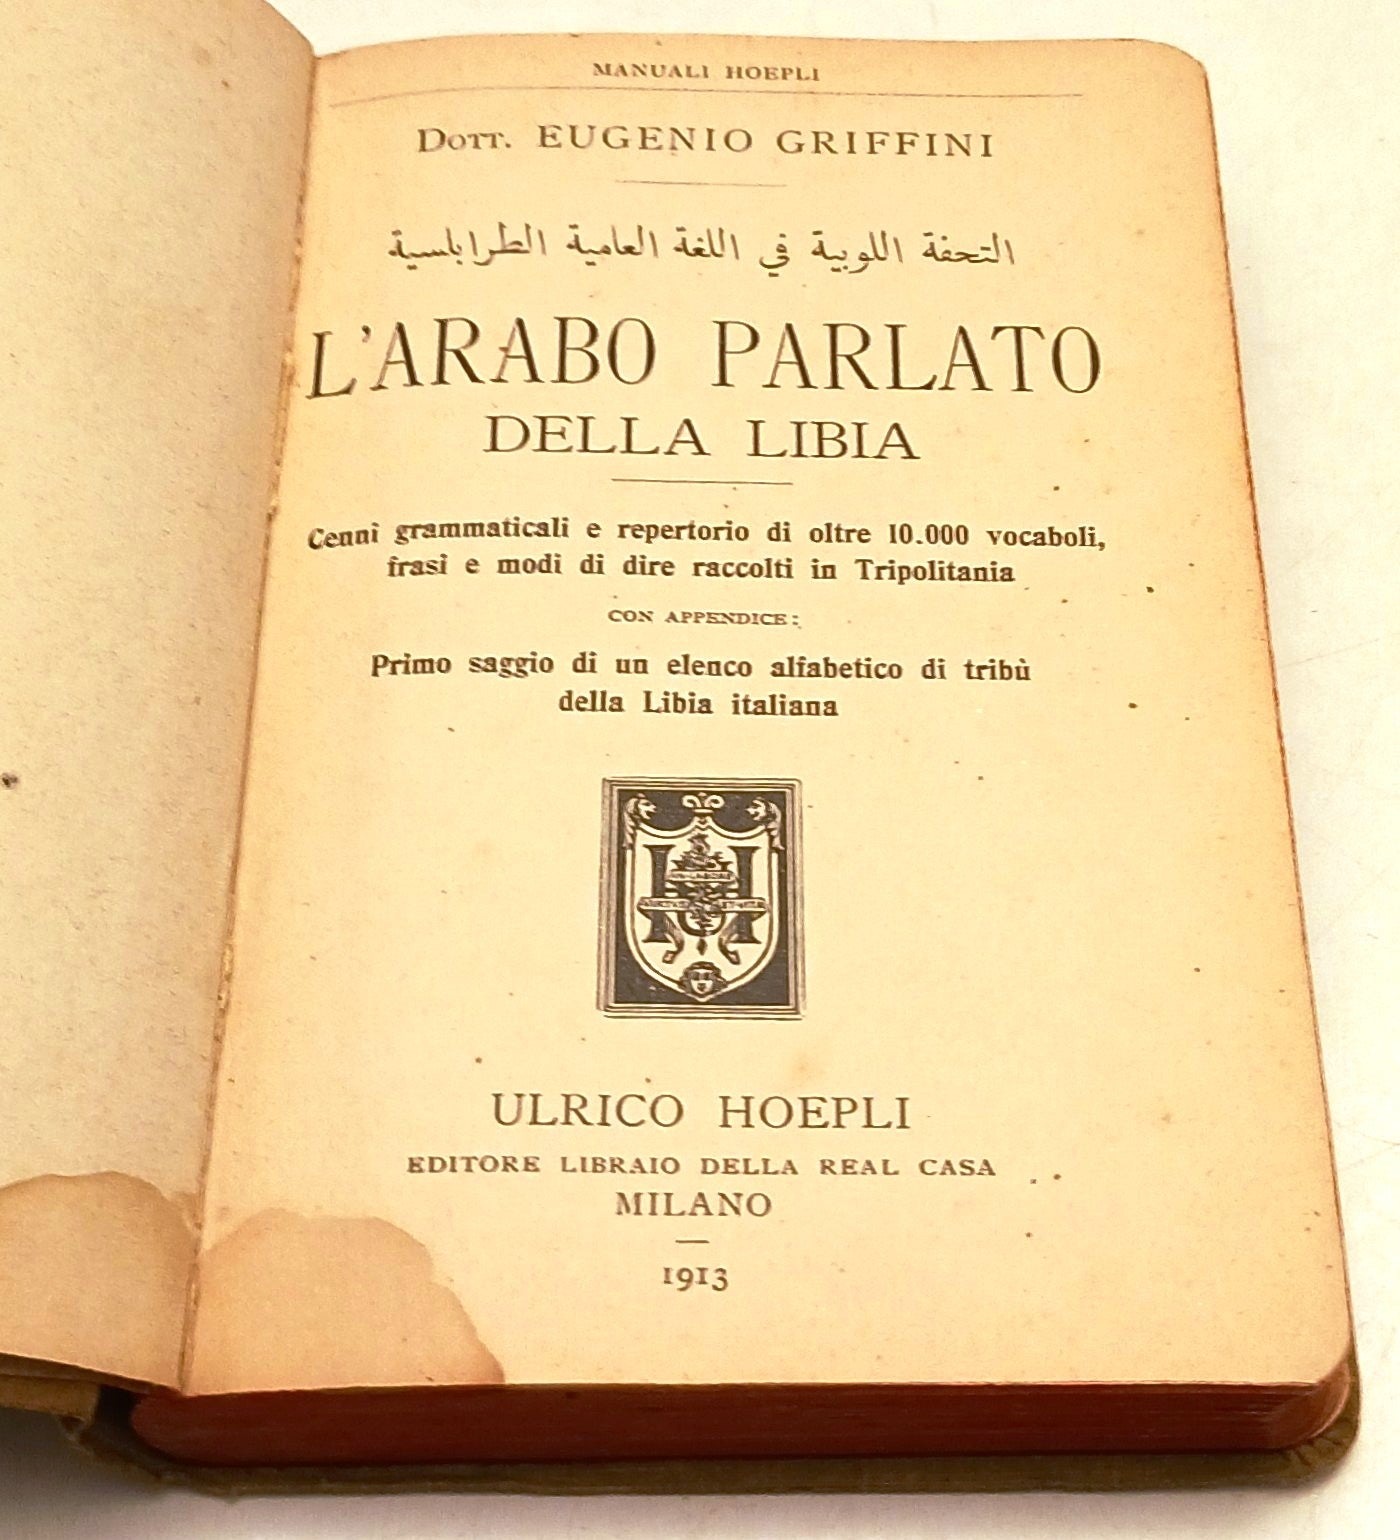 MANUALI HOEPLI
DOTT. EUGENIO GRIFFINI
التحفة اللوبية في اللغة العامية الطرابلسية
L'ARABO PARLATO
DELLA LIBIA
Cenni grammaticali e repertorio di oltre 10.000 vocaboli,
frasi e modi di dire raccolti in Tripolitania
CON APPENDICE:
Primo saggio di un elenco alfabetico di tribù
della Libia italiana
H
ULRICO HOEPLI
EDITORE LIBRAIO DELLA REAL CASA
MILANO
1913